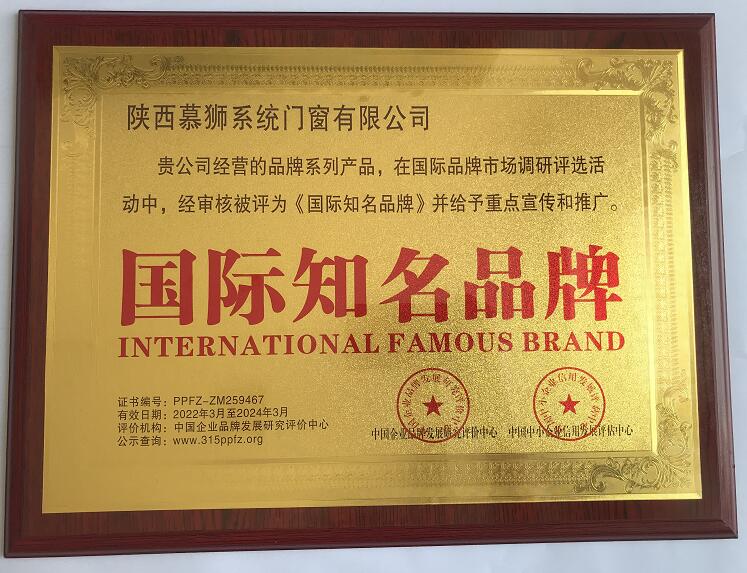 陕西慕狮系统门窗有限公司
贵公司经营的品牌系列产品，在国际品牌市场调研评选活
动中，经审核被评为《国际知名品牌》并给予重点宣传和推广。
国际知名品牌
INTERNATIONAL FAMOUS BRAND
证书编号：PPFZ-ZM259467
有效日期：2022年3月至2024年3月
评价机构：中国企业品牌发展研究评价中心
公示查询：www.315ppfz.org
中国企业品牌发展研究评价中心
中国中小企业信用发展评估中心